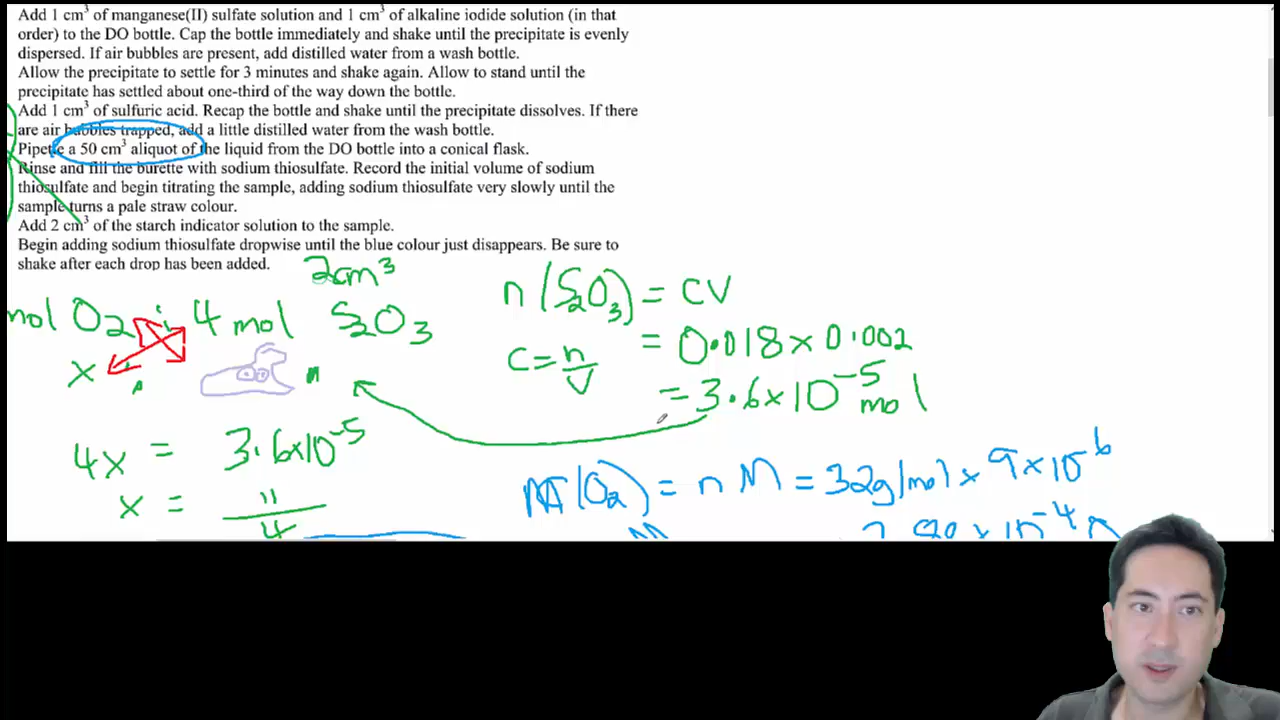 Add 1 cm³ of manganese(II) sulfate solution and 1 cm³ of alkaline iodide solution (in that
order) to the DO bottle. Cap the bottle immediately and shake until the precipitate is evenly
dispersed. If air bubbles are present, add distilled water from a wash bottle.
Allow the precipitate to settle for 3 minutes and shake again. Allow to stand until the
precipitate has settled about one-third of the way down the bottle.
Add 1 cm³ of sulfuric acid. Recap the bottle and shake until the precipitate dissolves. If there
are air bubbles trapped, add a little distilled water from the wash bottle.
Pipette a 50 cm³ aliquot of the liquid from the DO bottle into a conical flask.
Rinse and fill the burette with sodium thiosulfate. Record the initial volume of sodium
thiosulfate and begin titrating the sample, adding sodium thiosulfate very slowly until the
sample turns a pale straw colour.
Add 2 cm³ of the starch indicator solution to the sample.
Begin adding sodium thiosulfate dropwise until the blue colour just disappears. Be sure to
shake after each drop has been added.
2cm³
mol O₂ : 4 mol S₂O₃
x
n(S₂O₃) = CV
= 0.018 × 0.002
C = n/V
= 3.6×10⁻⁵ mol
4x = 3.6×10⁻⁵
x = " / 4
(O₂) = n M = 32g/mol × 9×10⁻⁶